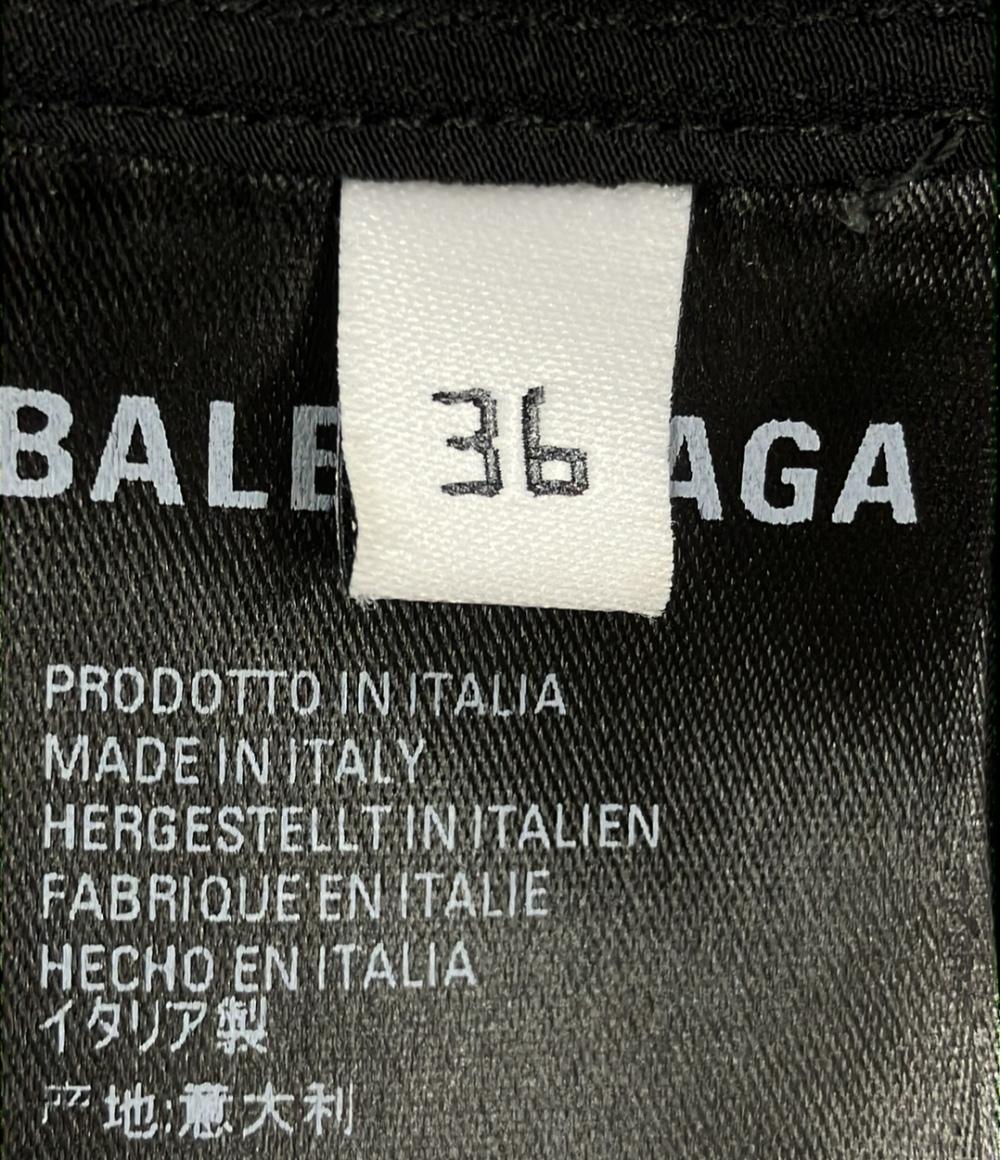 BALE AGA
36
PRODOTTO IN ITALIA
MADE IN ITALY
HERGESTELLT IN ITALIEN
FABRIQUE EN ITALIE
HECHO EN ITALIA
イタリア製
产地:意大利